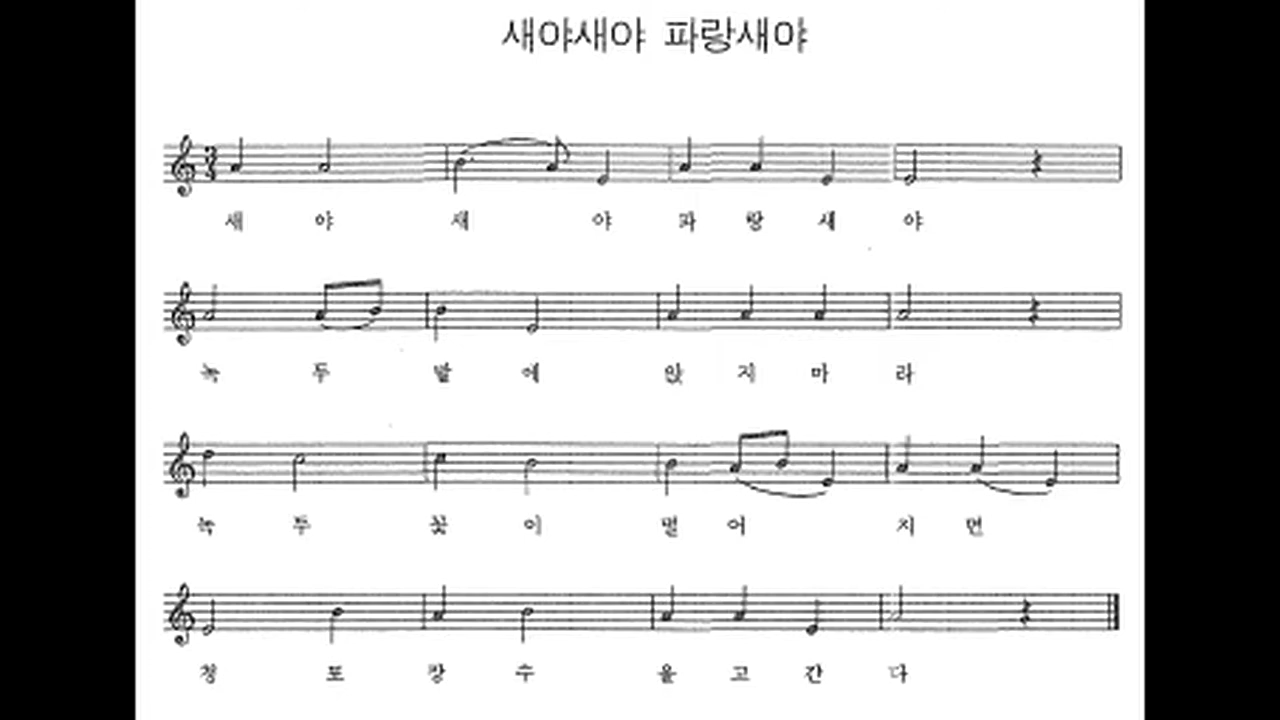 새야새야 파랑새야
새 야 새 야 파 랑 새 야
녹 두 밭 에 앉 지 마 라
녹 두 꽃 이 떨 어 지 면
청 포 장 수 울 고 간 다